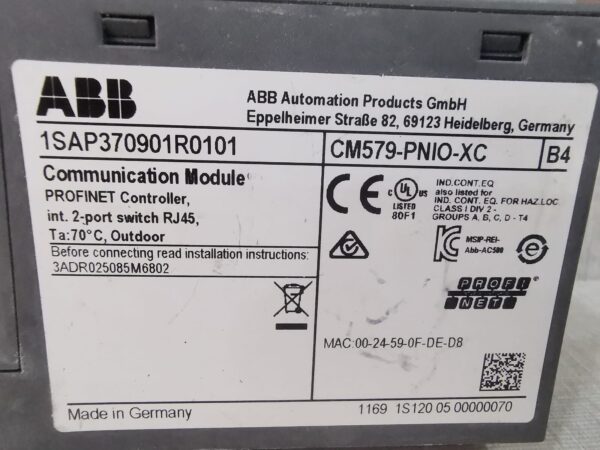 ABB
ABB Automation Products GmbH
Eppelheimer Straße 82, 69123 Heidelberg, Germany
1SAP370901R0101
CM579-PNIO-XC
B4
Communication Module
PROFINET Controller,
int. 2-port switch RJ45,
Ta:70°C, Outdoor
Before connecting read installation instructions:
3ADR025085M6802
CE
C UL US
LISTED
80F1
IND.CONT.EQ
also listed for
IND. CONT. EQ. FOR HAZ.LOC.
CLASS I DIV 2 -
GROUPS A, B, C, D - T4
MSIP-REI-
Abb-AC500
PROFI
NET
MAC:00-24-59-0F-DE-D8
Made in Germany
1169 1S120 05 00000070